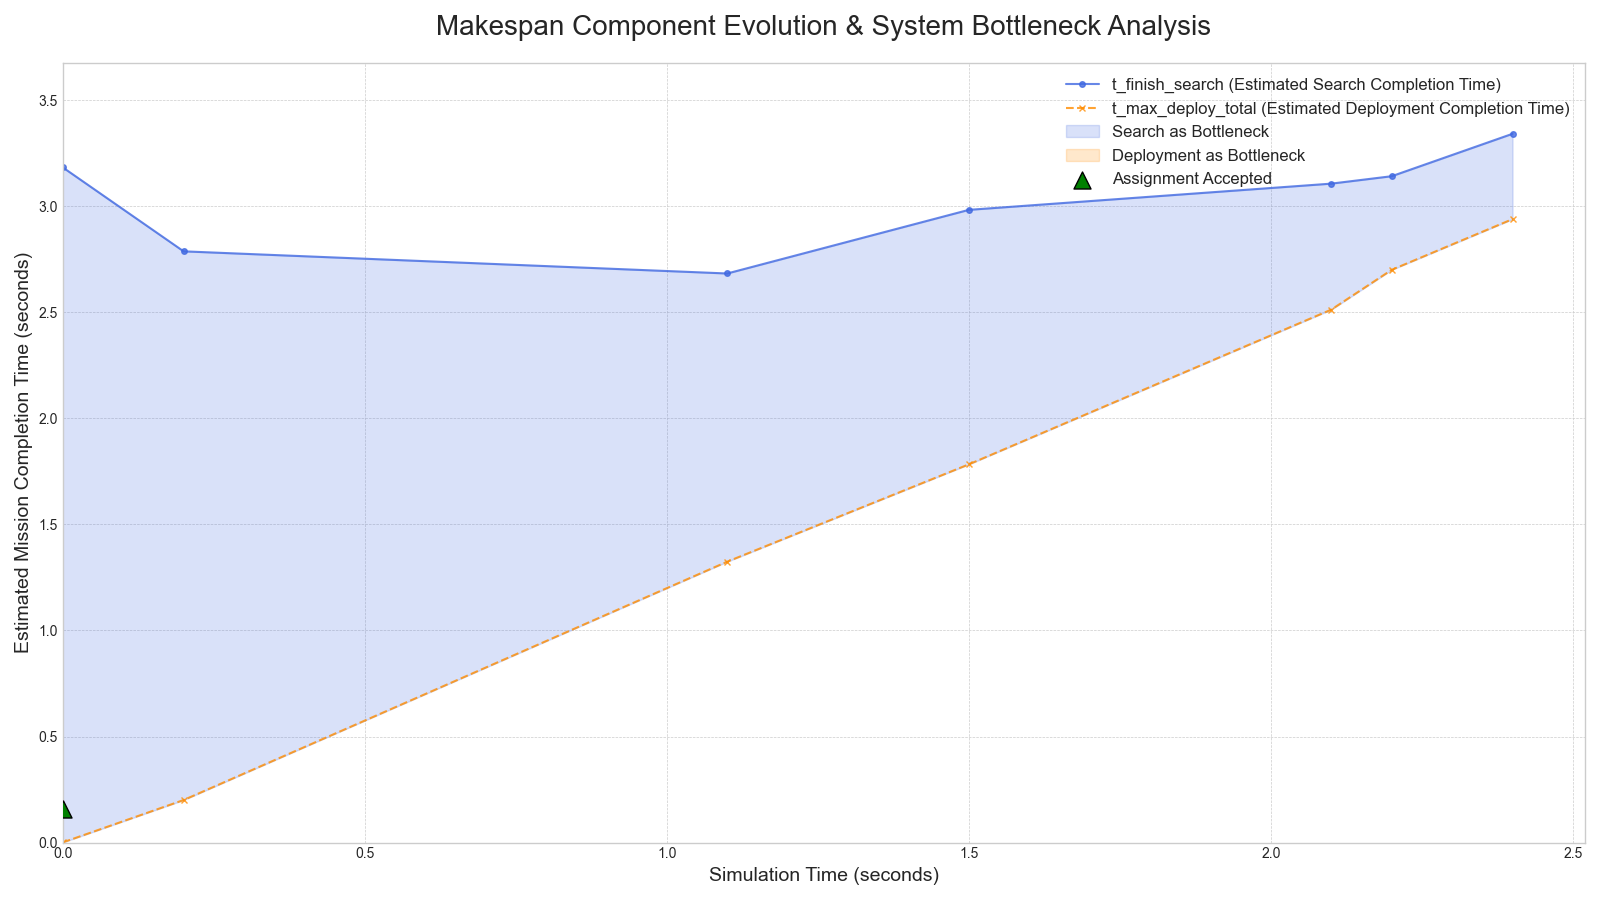 Makespan Component Evolution & System Bottleneck Analysis
t_finish_search (Estimated Search Completion Time)
t_max_deploy_total (Estimated Deployment Completion Time)
Search as Bottleneck
Deployment as Bottleneck
Assignment Accepted
Estimated Mission Completion Time (seconds)
3.5
3.0
2.5
2.0
1.5
1.0
0.5
0.0
0.0 0.5 1.0 1.5 2.0 2.5
Simulation Time (seconds)